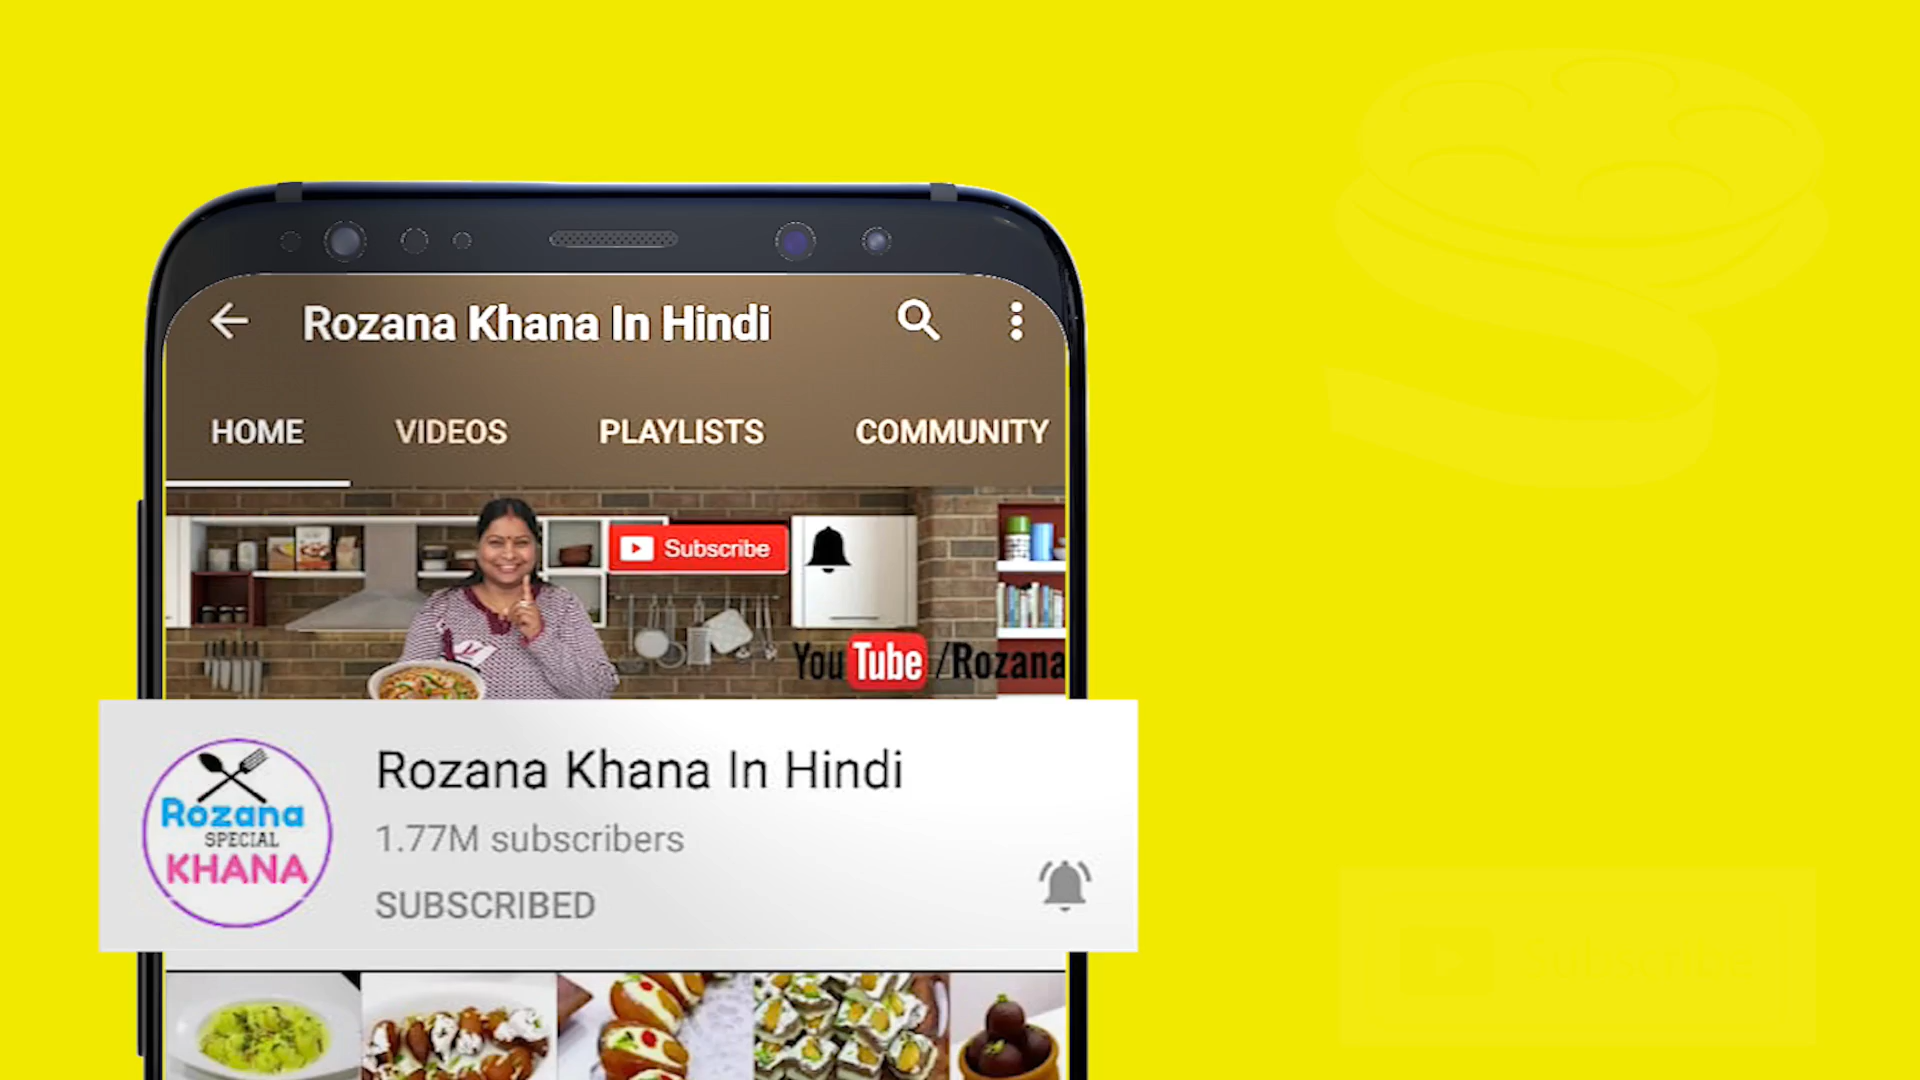 Rozana Khana In Hindi
HOME VIDEOS PLAYLISTS COMMUNITY
Subscribe
YouTube /Rozana
Rozana Khana In Hindi
1.77M subscribers
SUBSCRIBED
Rozana
SPECIAL
KHANA
Subscribe